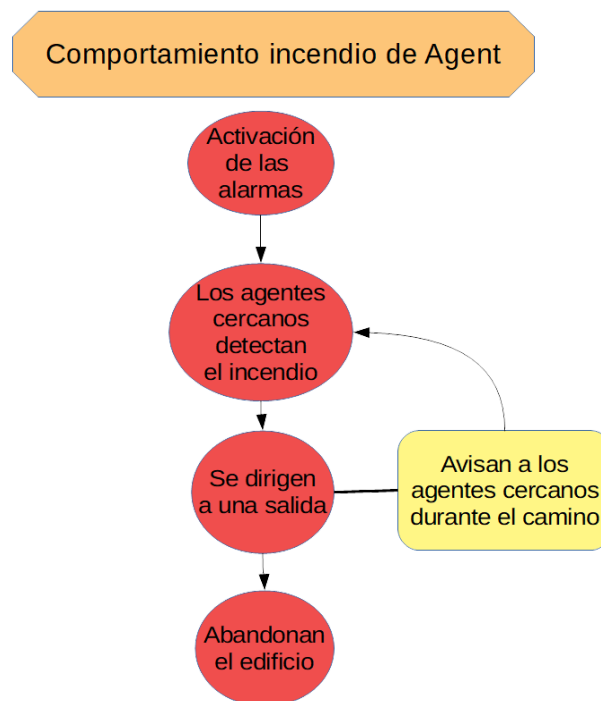 Comportamiento incendio de Agent
Activación
de las
alarmas
Los agentes
cercanos
detectan
el incendio
Se dirigen
a una salida
Avisan a los
agentes cercanos
durante el camino
Abandonan
el edificio